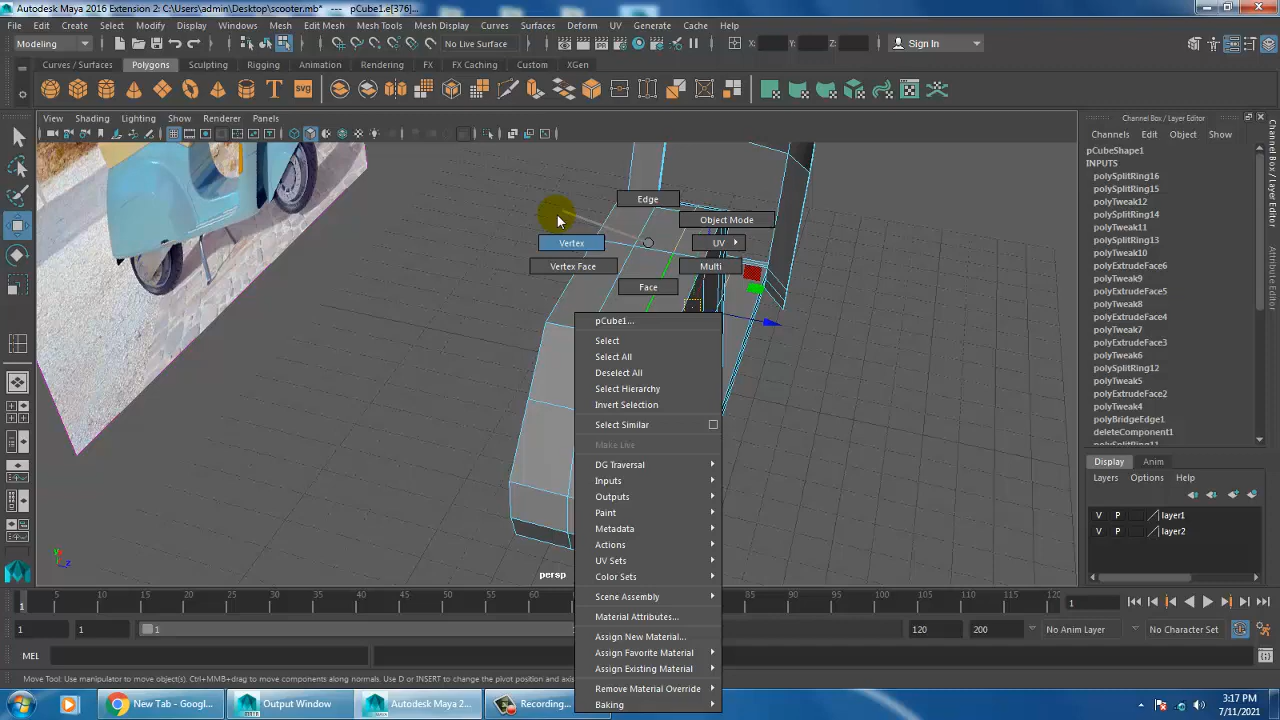 Autodesk Maya 2016 Extension 2: C:\Users\admin\Desktop\scooter.mb* --- pCube1.e[376]...
File Edit Create Select Modify Display Windows Mesh Edit Mesh Mesh Tools Mesh Display Curves Surfaces Deform UV Generate Cache Help
Modeling No Live Surface X: Y: Z: Sign In
Curves / Surfaces Polygons Sculpting Rigging Animation Rendering FX FX Caching Custom XGen
SVG
View Shading Lighting Show Renderer Panels
Channel Box / Layer Editor
Channels Edit Object Show
pCubeShape1
INPUTS
polySplitRing16
polySplitRing15
polyTweak12
polySplitRing14
polyTweak11
polySplitRing13
polyTweak10
polyExtrudeFace6
polyTweak9
polyExtrudeFace5
polyTweak8
polyExtrudeFace4
polyTweak7
polyExtrudeFace3
polyTweak6
polySplitRing12
polyTweak5
polyExtrudeFace2
polyTweak4
polyBridgeEdge1
deleteComponent1
polySplitRing11
Channel Box / Layer Editor
Attribute Editor
Edge
Object Mode
Vertex
UV
Vertex Face
Multi
Face
pCube1...
Select
Select All
Deselect All
Select Hierarchy
Invert Selection
Select Similar
Make Live
DG Traversal
Inputs
Outputs
Paint
Metadata
Actions
UV Sets
Color Sets
Scene Assembly
Material Attributes...
Assign New Material...
Assign Favorite Material
Assign Existing Material
Remove Material Override
Baking
persp
y
z
Display Anim
Layers Options Help
V P layer1
V P layer2
1 5 10 15 20 25 30 35 40 45 50 55 60 65 75 80 85 90 95 100 105 110 115 120 1
1 1 1 120 200 No Anim Layer No Character Set
MEL
Move Tool: Use manipulator to move object(s). Ctrl+MMB to move components along normals. Use D or INSERT to change the pivot position and axis
New Tab - Googl... Output Window Autodesk Maya 2... Recording...
3:17 PM
7/11/2021